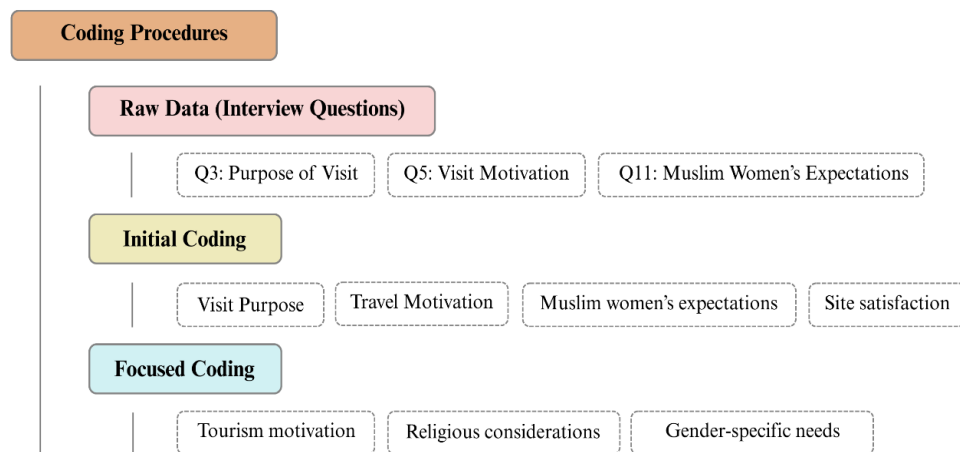 Coding Procedures
Raw Data (Interview Questions)
Q3: Purpose of Visit Q5: Visit Motivation Q11: Muslim Women's Expectations
Initial Coding
Visit Purpose Travel Motivation Muslim women's expectations Site satisfaction
Focused Coding
Tourism motivation Religious considerations Gender-specific needs